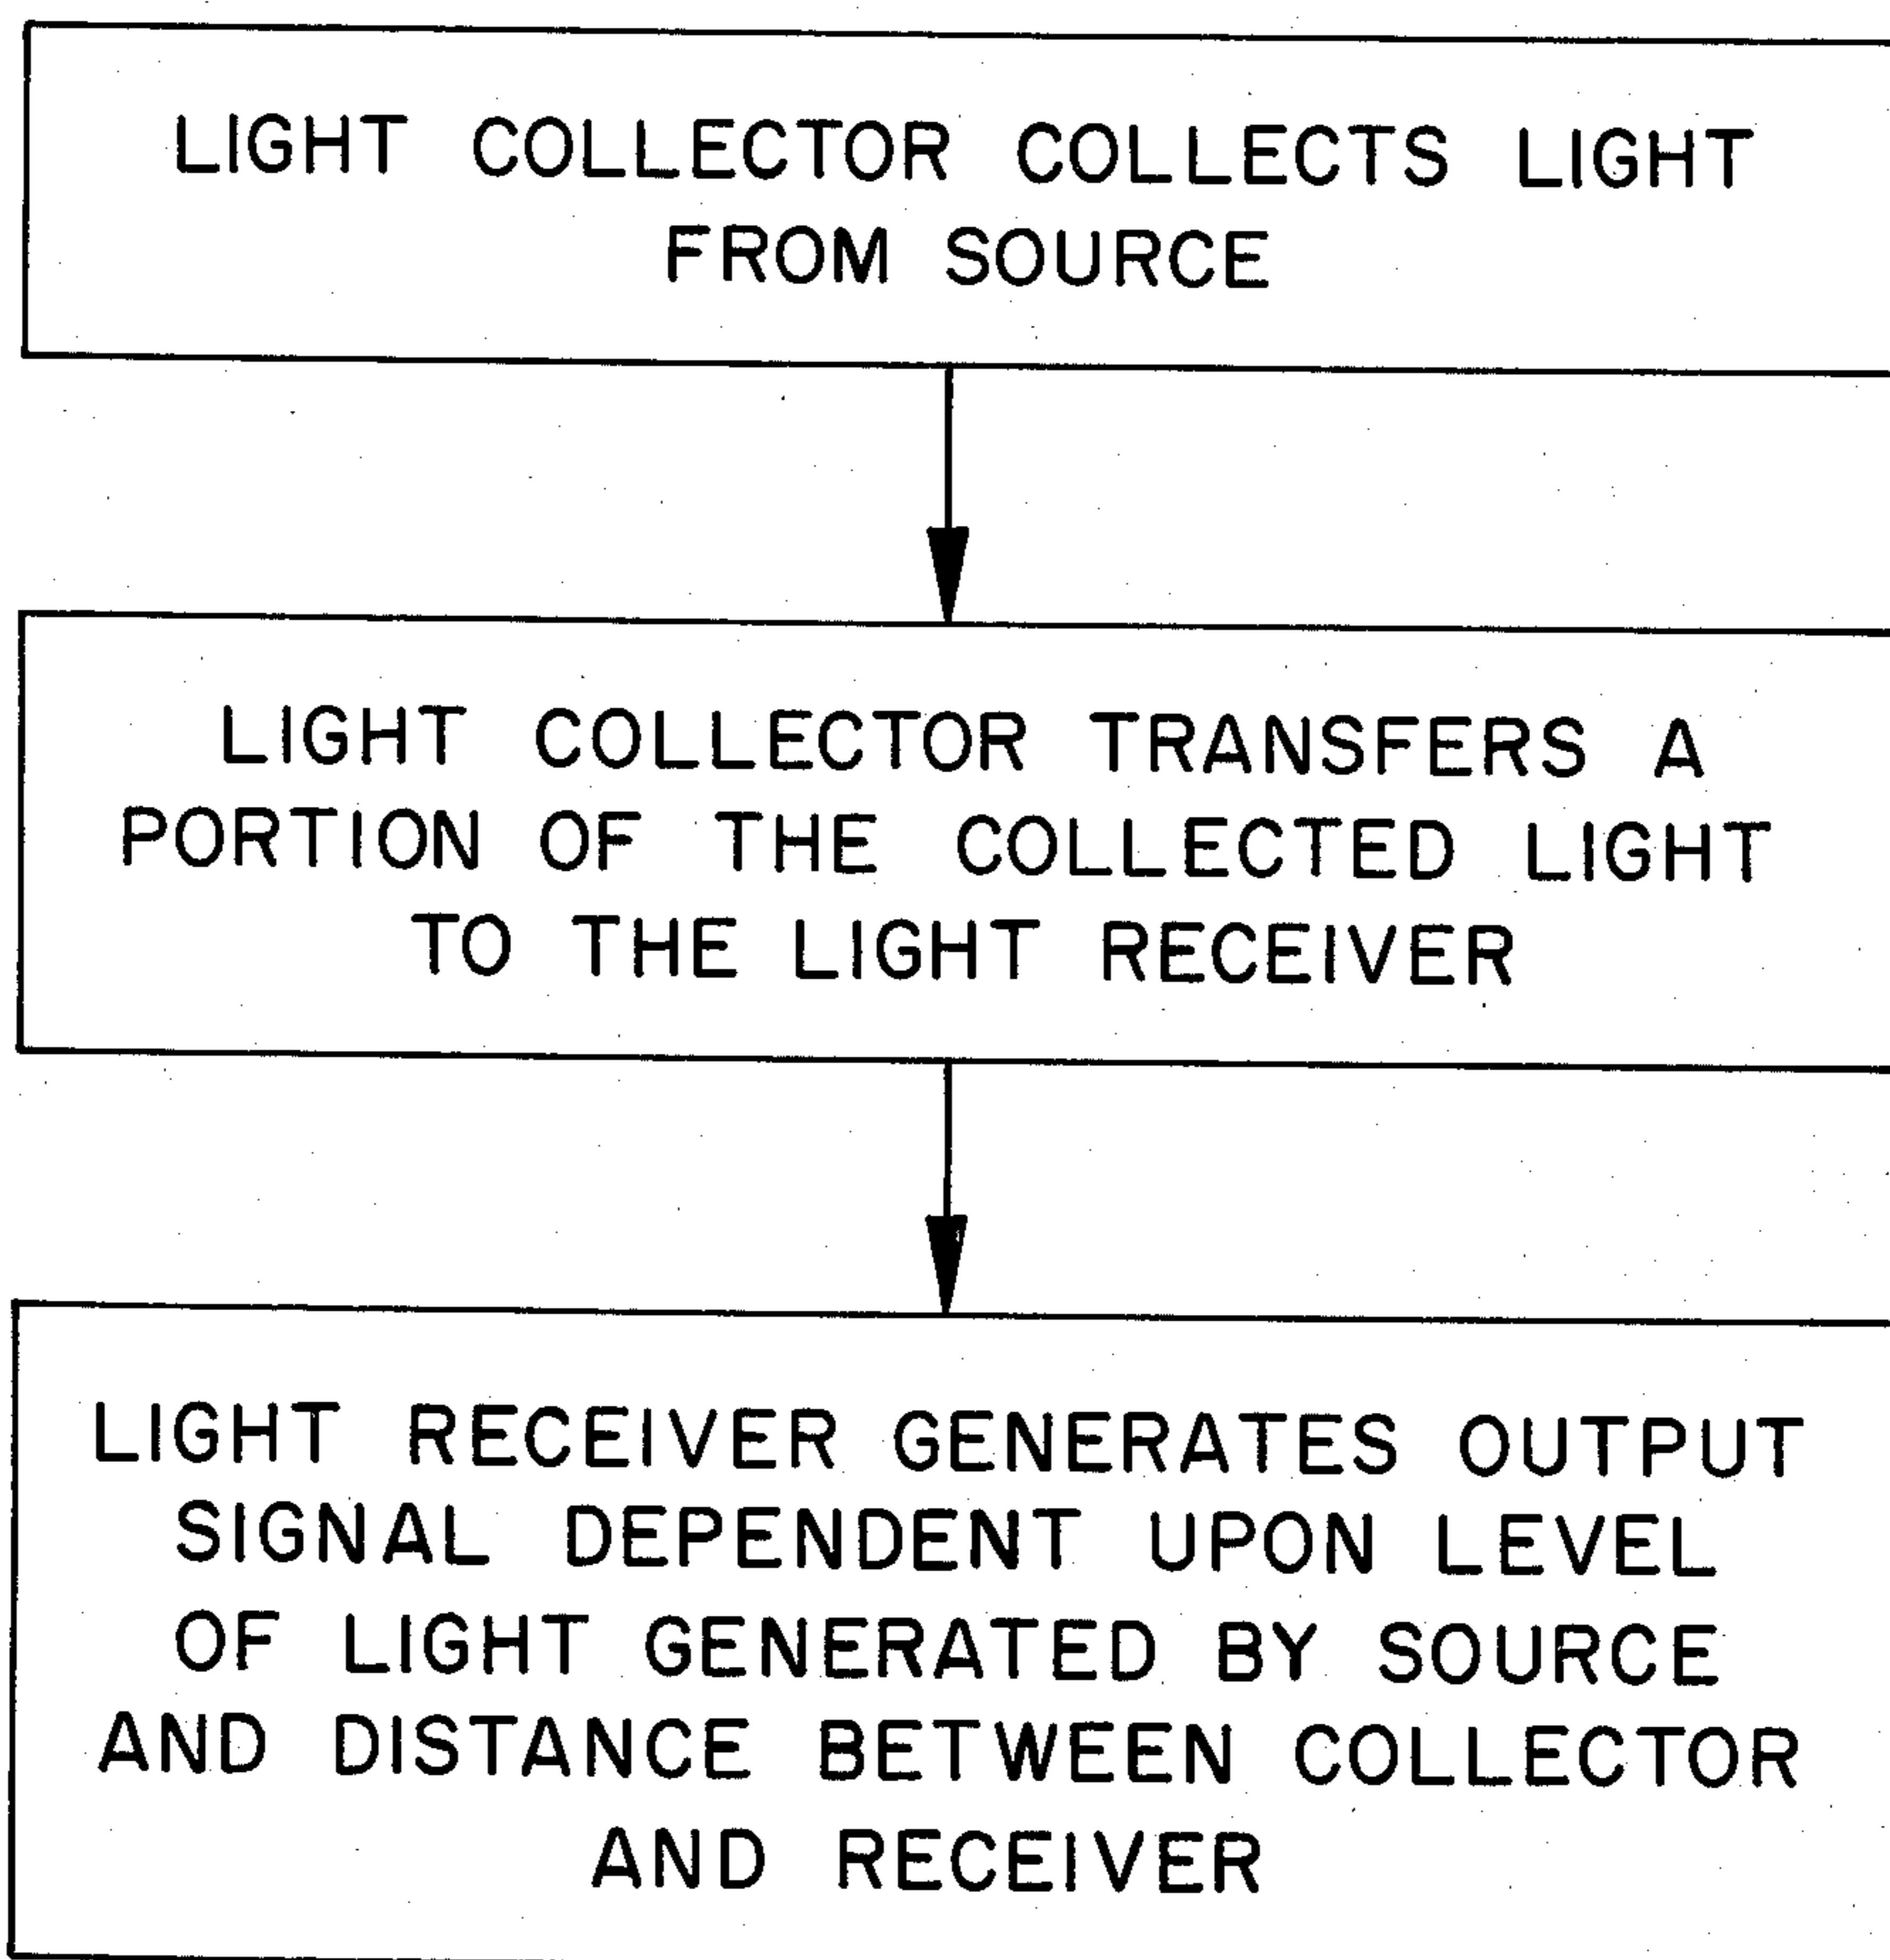 LIGHT COLLECTOR COLLECTS LIGHT
FROM SOURCE
LIGHT COLLECTOR TRANSFERS A
PORTION OF THE COLLECTED LIGHT
TO THE LIGHT RECEIVER
LIGHT RECEIVER GENERATES OUTPUT
SIGNAL DEPENDENT UPON LEVEL
OF LIGHT GENERATED BY SOURCE
AND DISTANCE BETWEEN COLLECTOR
AND RECEIVER